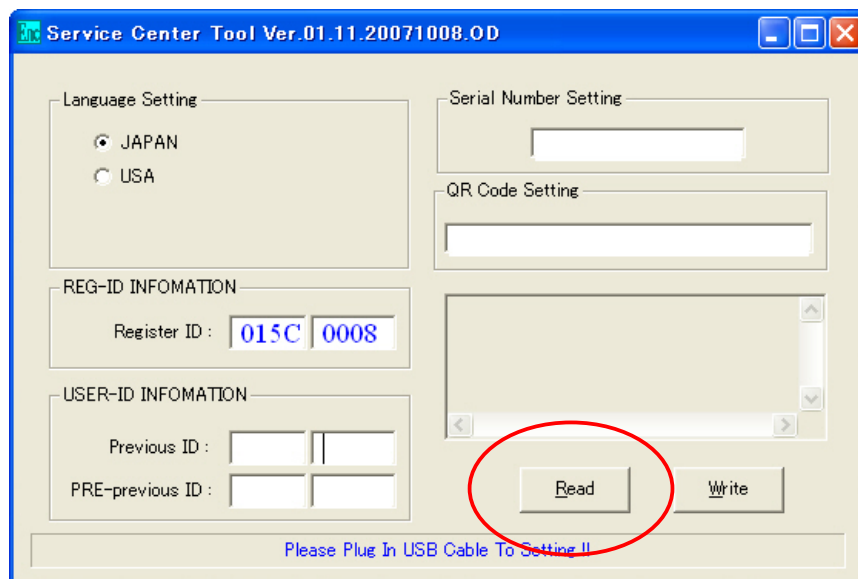 Enc Service Center Tool Ver.01.11.20071008.OD
Language Setting
JAPAN
USA
REG-ID INFOMATION
Register ID : 015C 0008
USER-ID INFOMATION
Previous ID :
PRE-previous ID :
Serial Number Setting
QR Code Setting
Read Write
Please Plug In USB Cable To Setting !!